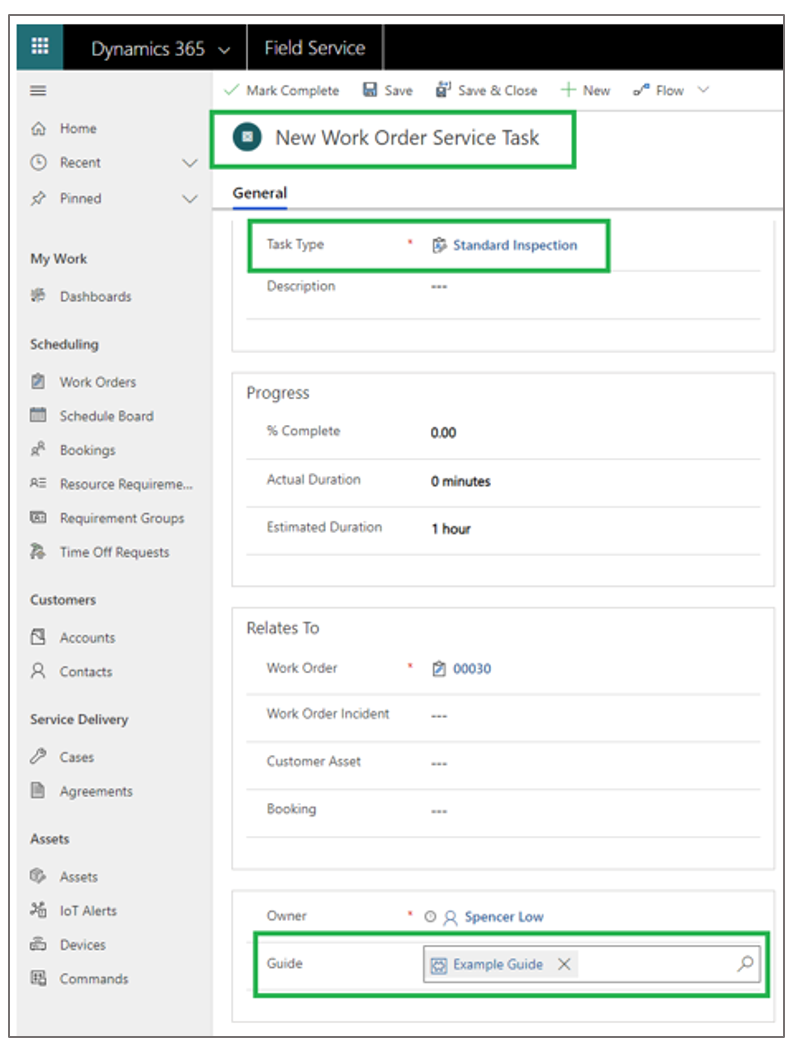 Dynamics 365
Field Service
Mark Complete
Save
Save & Close
New
Flow
Home
Recent
Pinned
My Work
Dashboards
Scheduling
Work Orders
Schedule Board
Bookings
Resource Requireme...
Requirement Groups
Time Off Requests
Customers
Accounts
Contacts
Service Delivery
Cases
Agreements
Assets
Assets
IoT Alerts
Devices
Commands
New Work Order Service Task
General
Task Type * Standard Inspection
Description ---
Progress
% Complete 0.00
Actual Duration 0 minutes
Estimated Duration 1 hour
Relates To
Work Order * 00030
Work Order Incident ---
Customer Asset ---
Booking ---
Owner * Spencer Low
Guide Example Guide